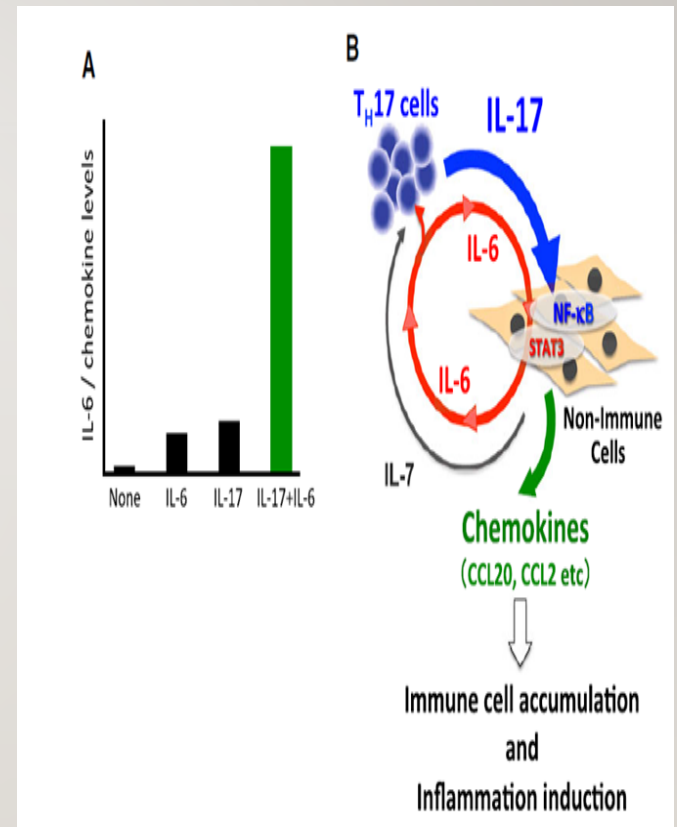 A
IL-6 / chemokine levels
None IL-6 IL-17 IL-17+IL-6
B
T_H17 cells
IL-17
IL-6
NF-κB
STAT3
IL-6
Non-Immune
Cells
IL-7
Chemokines
(CCL20, CCL2 etc)
Immune cell accumulation
and
Inflammation induction